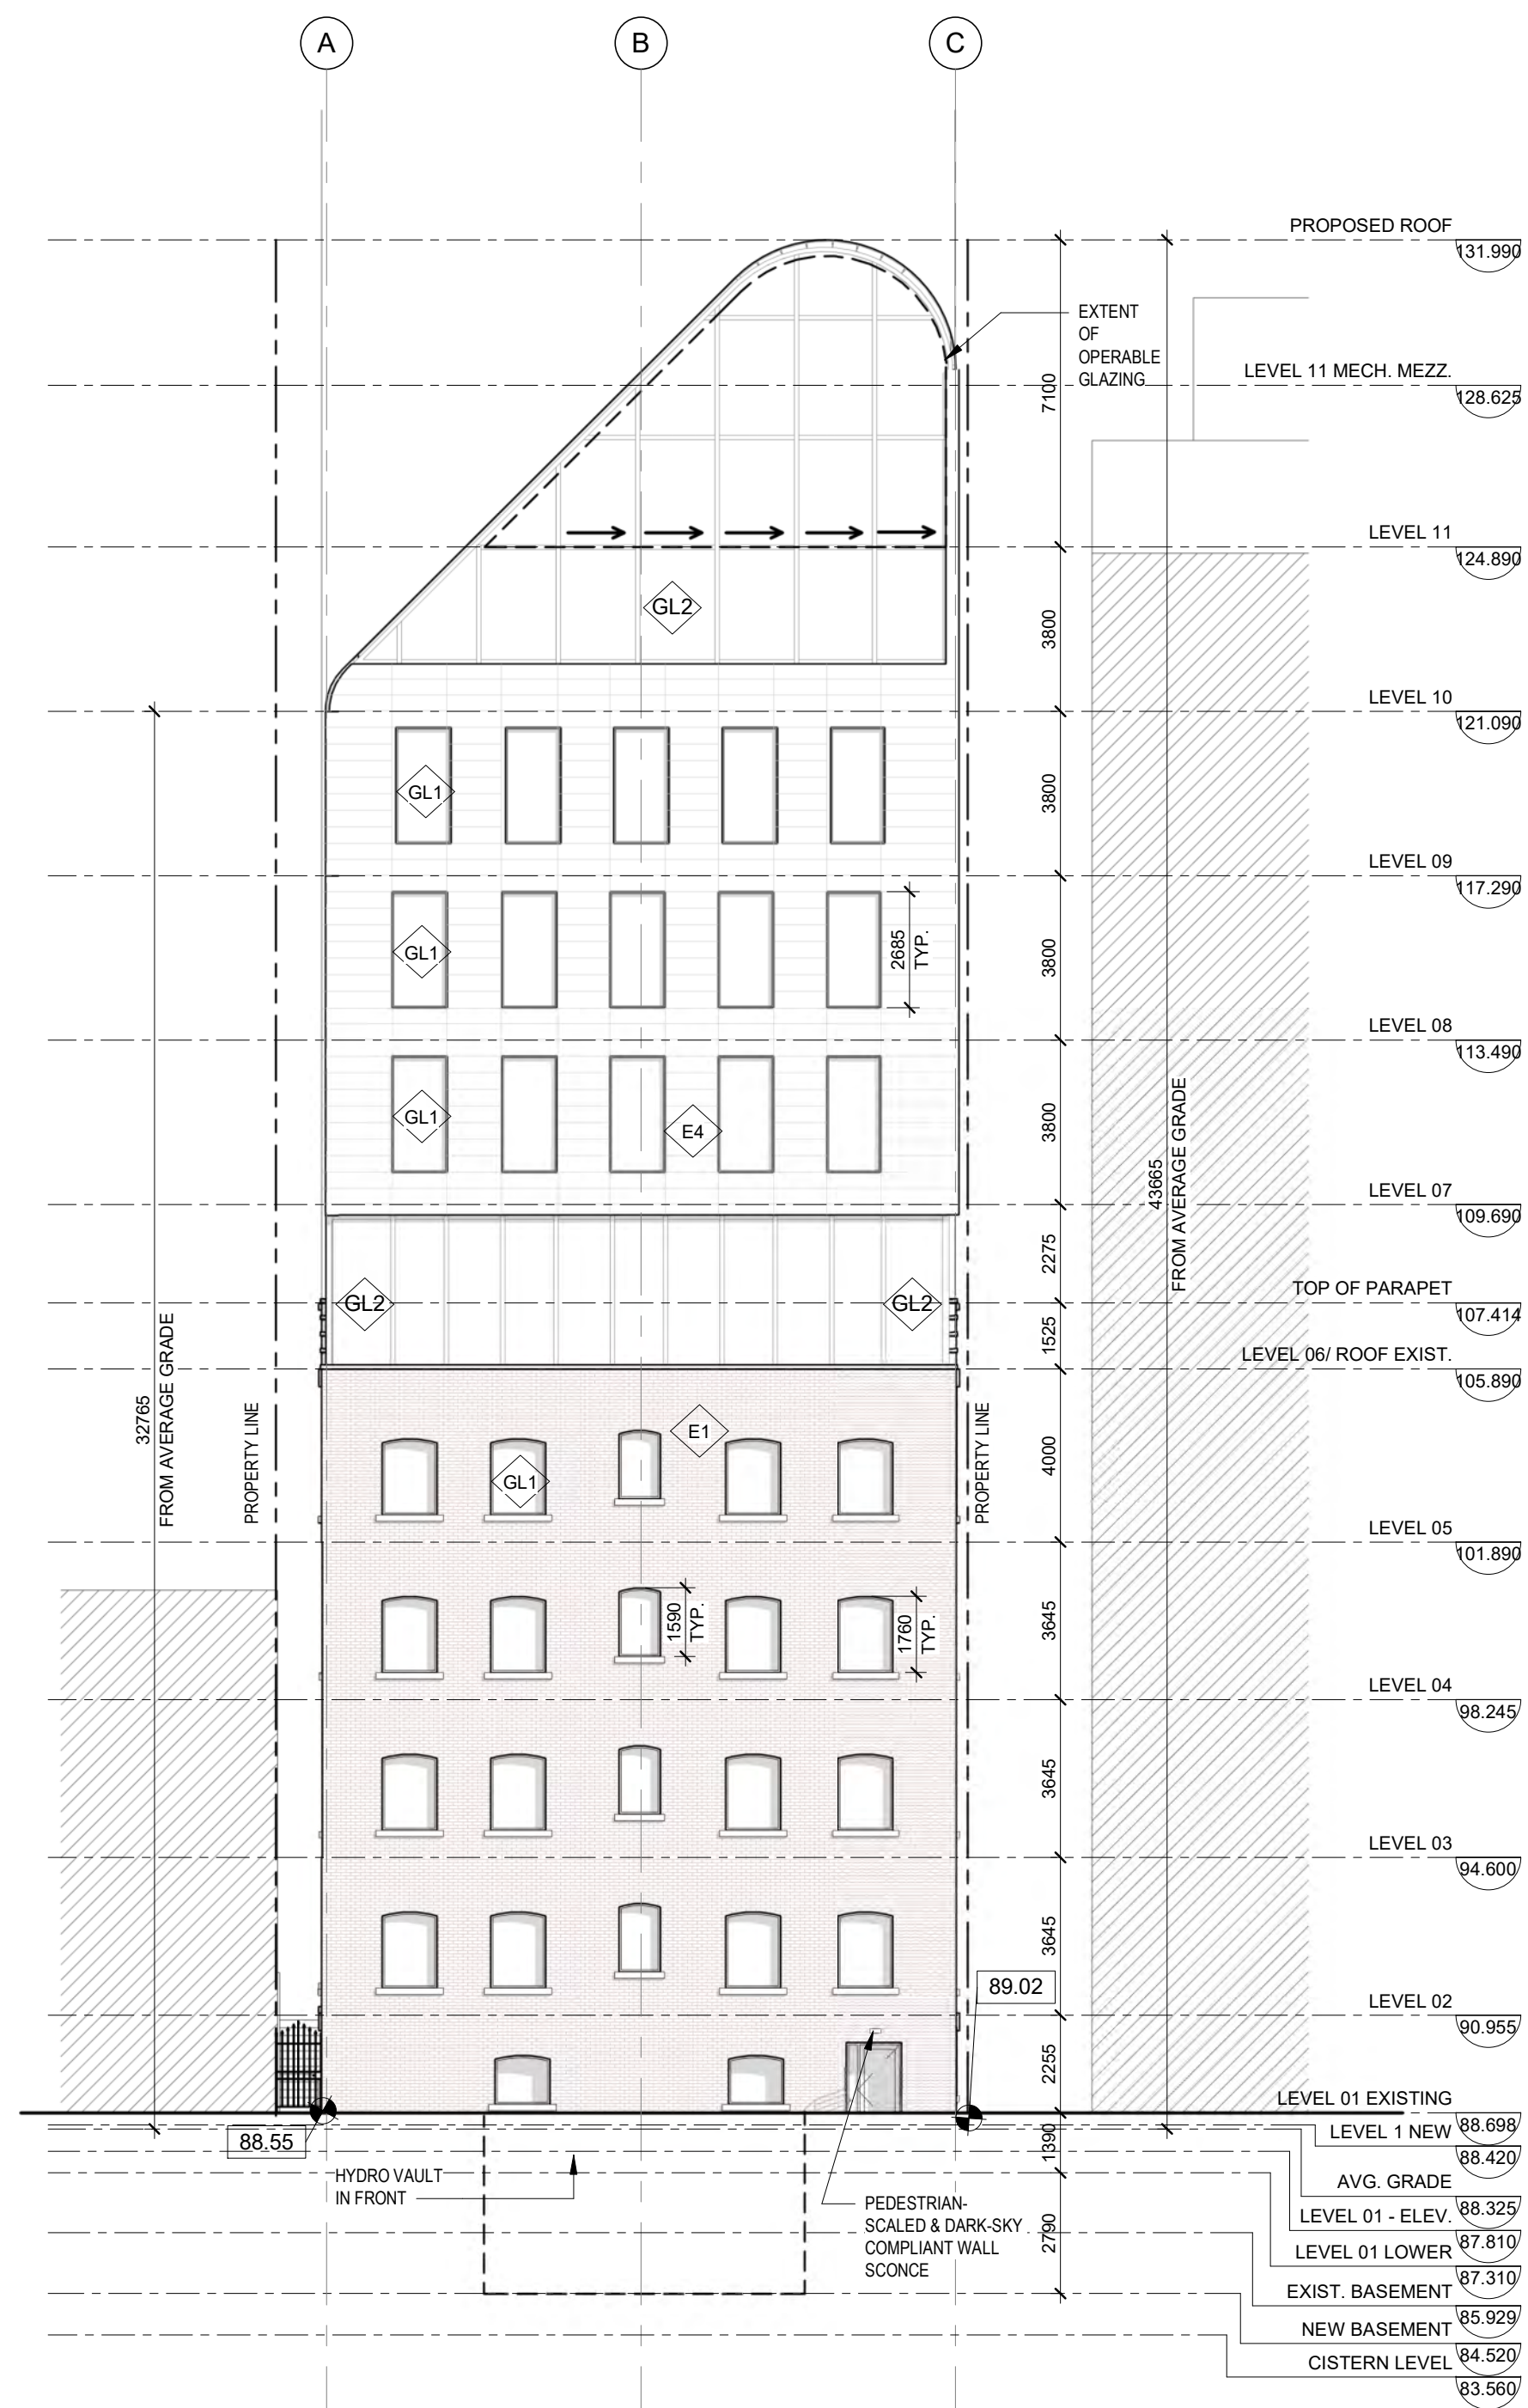 A
B
C
PROPOSED ROOF
131.990
EXTENT
OF
OPERABLE
GLAZING
7100
LEVEL 11 MECH. MEZZ.
128.625
LEVEL 11
124.890
GL2
3800
LEVEL 10
121.090
GL1
3800
LEVEL 09
117.290
GL1
2685
TYP.
3800
LEVEL 08
113.490
GL1
E4
3800
43665
FROM AVERAGE GRADE
LEVEL 07
109.690
2275
GL2
GL2
TOP OF PARAPET
107.414
1525
LEVEL 06/ ROOF EXIST.
105.890
32765
FROM AVERAGE GRADE
PROPERTY LINE
E1
GL1
PROPERTY LINE
4000
LEVEL 05
101.890
1590
TYP.
1760
TYP.
3645
LEVEL 04
98.245
3645
LEVEL 03
94.600
3645
89.02
LEVEL 02
90.955
2255
LEVEL 01 EXISTING
88.698
88.55
1390
LEVEL 1 NEW
88.420
HYDRO VAULT
IN FRONT
AVG. GRADE
88.325
PEDESTRIAN-
SCALED & DARK-SKY
COMPLIANT WALL
SCONCE
2790
LEVEL 01 - ELEV.
87.810
LEVEL 01 LOWER
87.310
EXIST. BASEMENT
85.929
NEW BASEMENT
84.520
CISTERN LEVEL
83.560